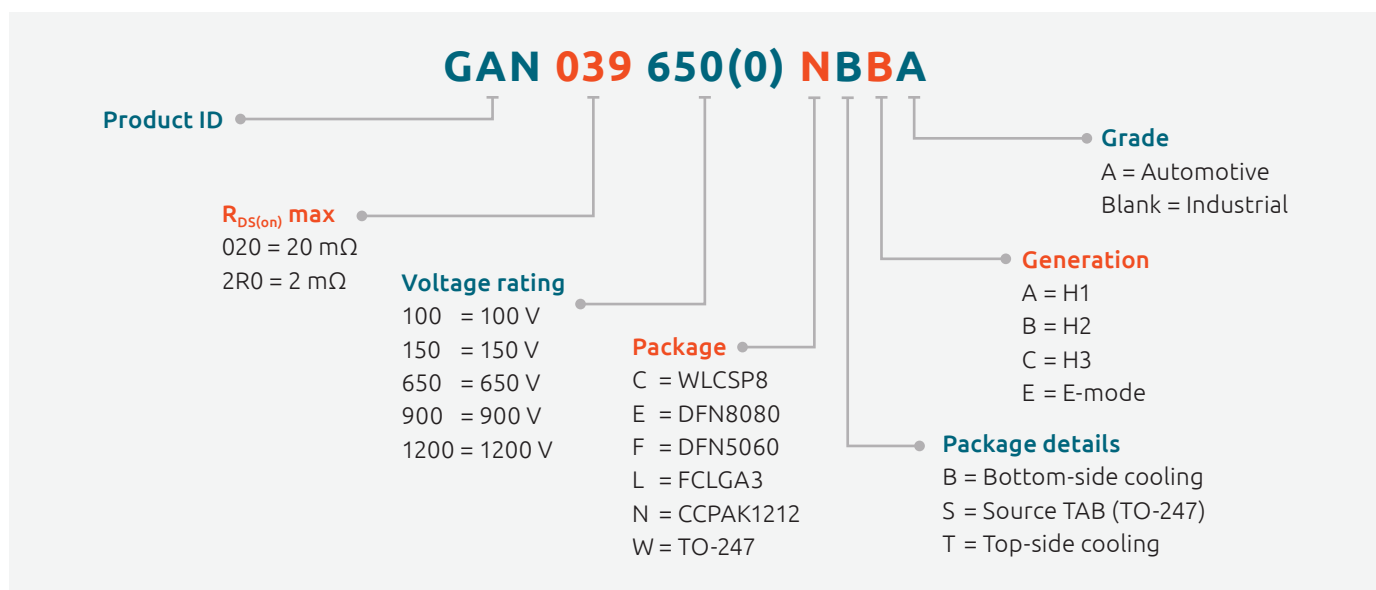 GAN 039 650(0) NBBA
Product ID
R_DS(on) max
020 = 20 mΩ
2R0 = 2 mΩ
Voltage rating
100 = 100 V
150 = 150 V
650 = 650 V
900 = 900 V
1200 = 1200 V
Package
C = WLCSP8
E = DFN8080
F = DFN5060
L = FCLGA3
N = CCPAK1212
W = TO-247
Package details
B = Bottom-side cooling
S = Source TAB (TO-247)
T = Top-side cooling
Generation
A = H1
B = H2
C = H3
E = E-mode
Grade
A = Automotive
Blank = Industrial